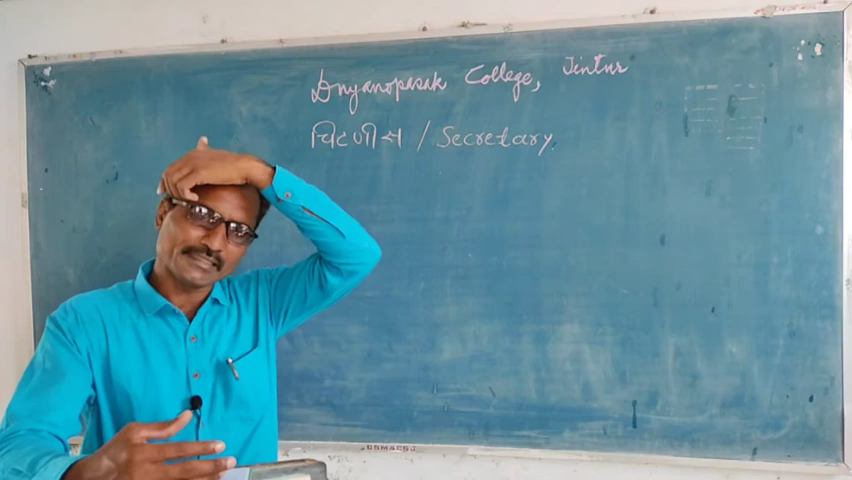 Dnyanopasak College, Jintur
चिटणीस / Secretary.